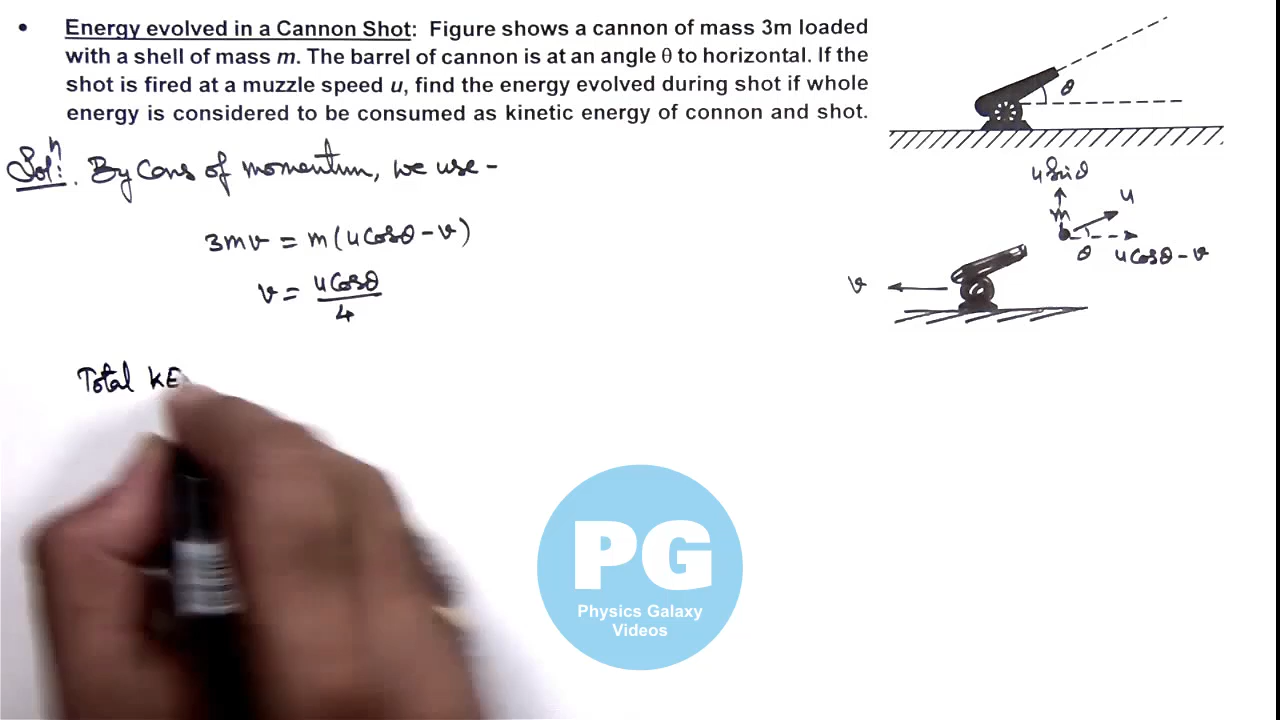 • Energy evolved in a Cannon Shot: Figure shows a cannon of mass 3m loaded
with a shell of mass m. The barrel of cannon is at an angle θ to horizontal. If the
shot is fired at a muzzle speed u, find the energy evolved during shot if whole
energy is considered to be consumed as kinetic energy of connon and shot.
θ
Solⁿ. By Cons of momentum, we use -
3mv = m(u Cosθ - v)
v = u Cosθ / 4
u Sinθ
u
m
θ
u Cosθ - v
v
Total KE
PG
Physics Galaxy
Videos